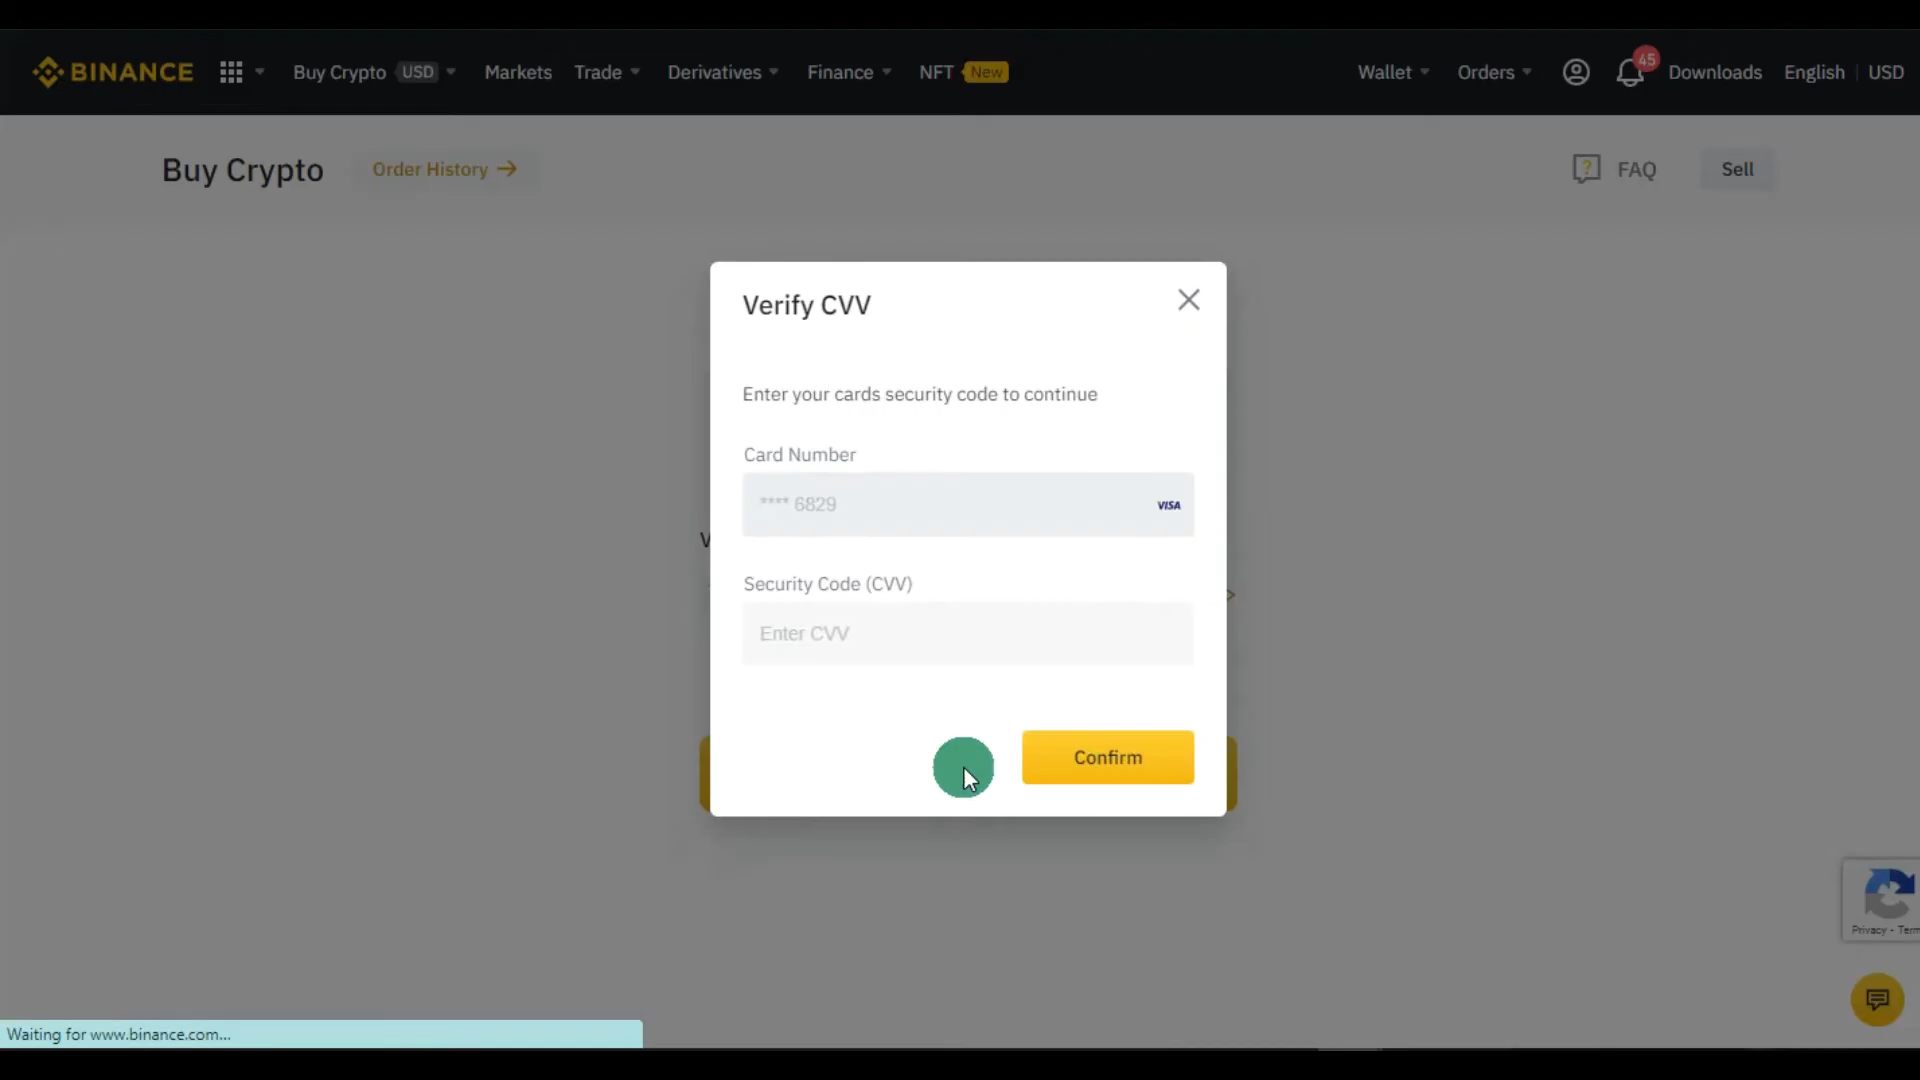 BINANCE Buy Crypto USD Markets Trade Derivatives Finance NFT New Wallet Orders 45 Downloads English USD
Buy Crypto Order History → ? FAQ Sell
Verify CVV
Enter your cards security code to continue
Card Number
**** 6829 VISA
Security Code (CVV)
Enter CVV
Confirm
Privacy - Term
Waiting for www.binance.com...